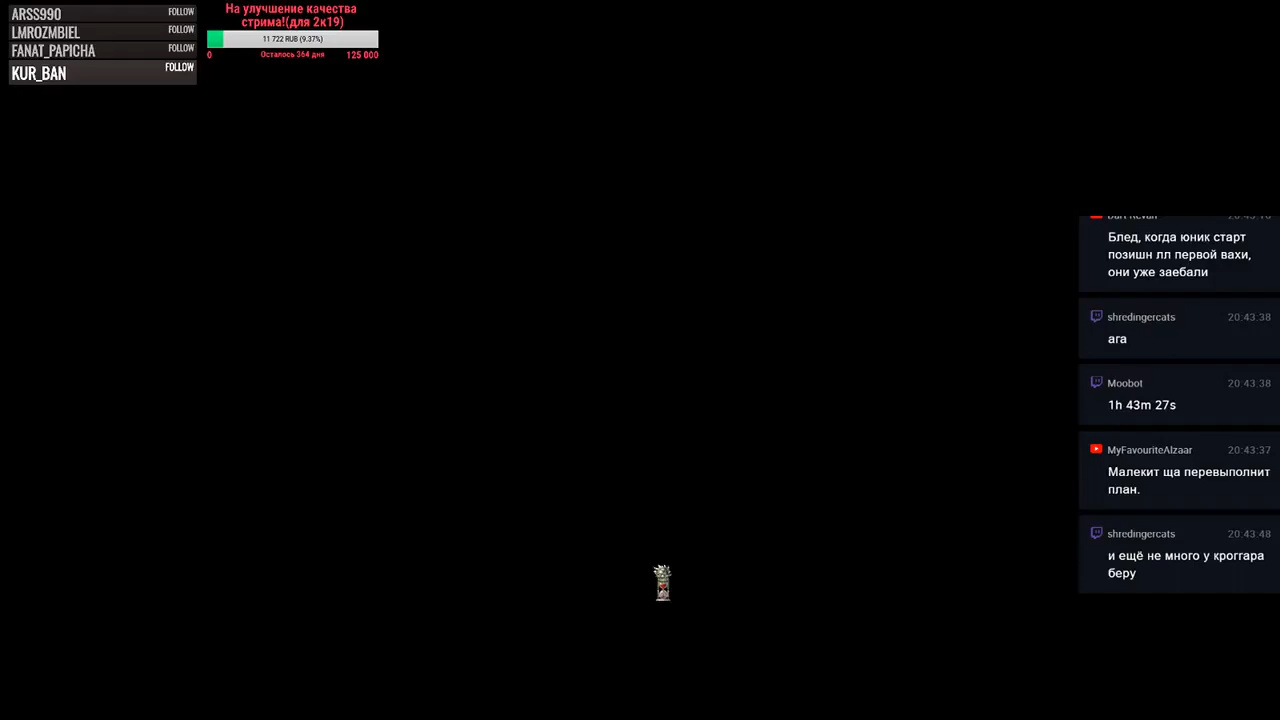 ARSS990 FOLLOW
LMROZMBIEL FOLLOW
FANAT_PAPICHA FOLLOW
KUR_BAN FOLLOW
На улучшение качества
стрима!(для 2к19)
11 722 RUB (9.37%)
0 Осталось 364 дня 125 000
Блед, когда юник старт
позишн лл первой вахи,
они уже заебали
shredingercats 20:43:38
ага
Moobot 20:43:38
1h 43m 27s
MyFavouriteAlzaar 20:43:37
Малекит ща перевыполнит
план.
shredingercats 20:43:48
и ещё не много у кроггара
беру